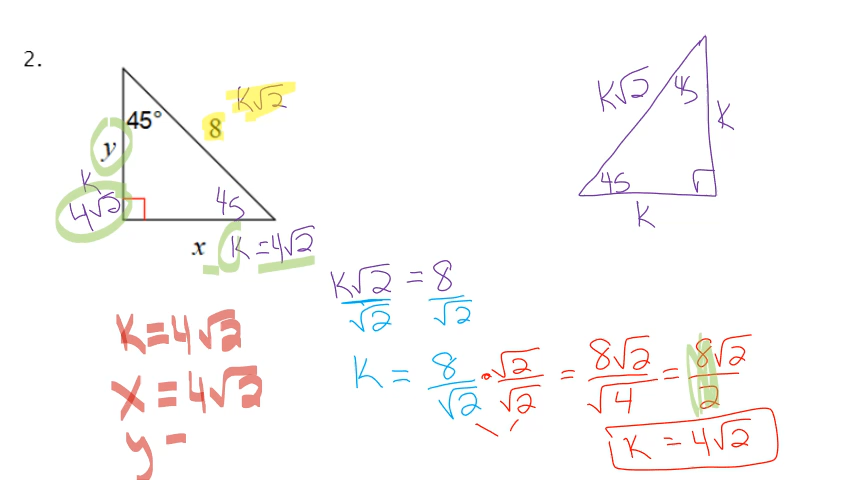 2.
K√2
8
45°
y
K
4√2
45
x K = 4√2
K√2
45
K
45
K
K√2 = 8
√2 √2
K = 8/√2 • √2/√2 = 8√2/√4 = 8√2/2
K = 4√2
K = 4√2
x = 4√2
y =